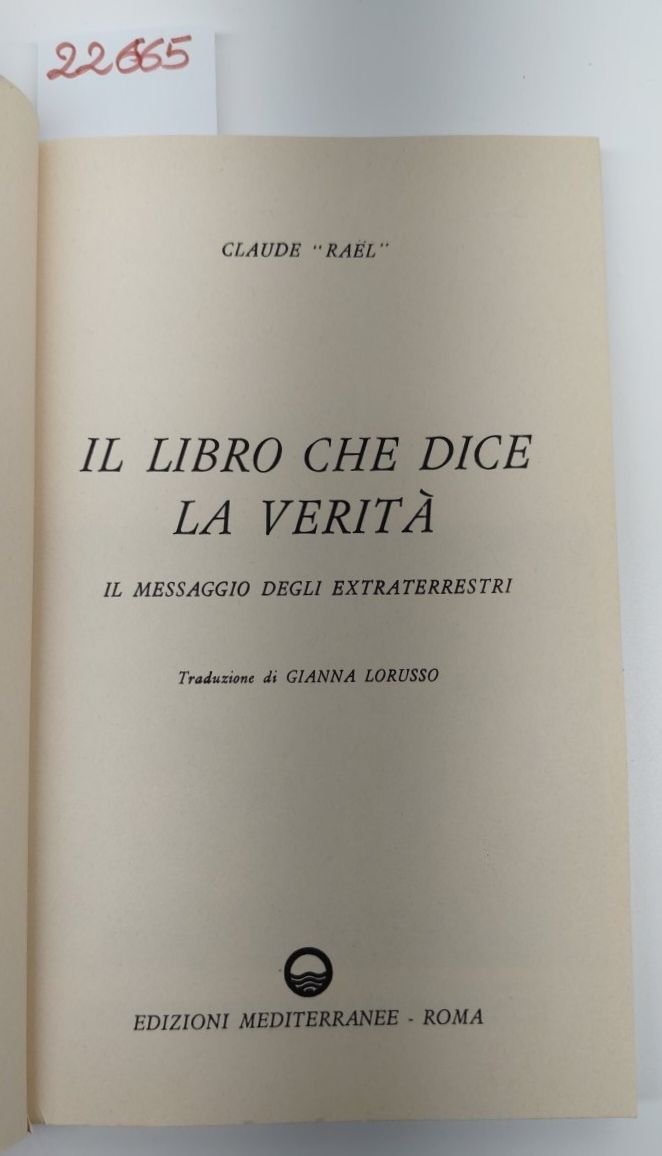 22665
CLAUDE "RAËL"
IL LIBRO CHE DICE
LA VERITÀ
IL MESSAGGIO DEGLI EXTRATERRESTRI
Traduzione di GIANNA LORUSSO
EDIZIONI MEDITERRANEE - ROMA